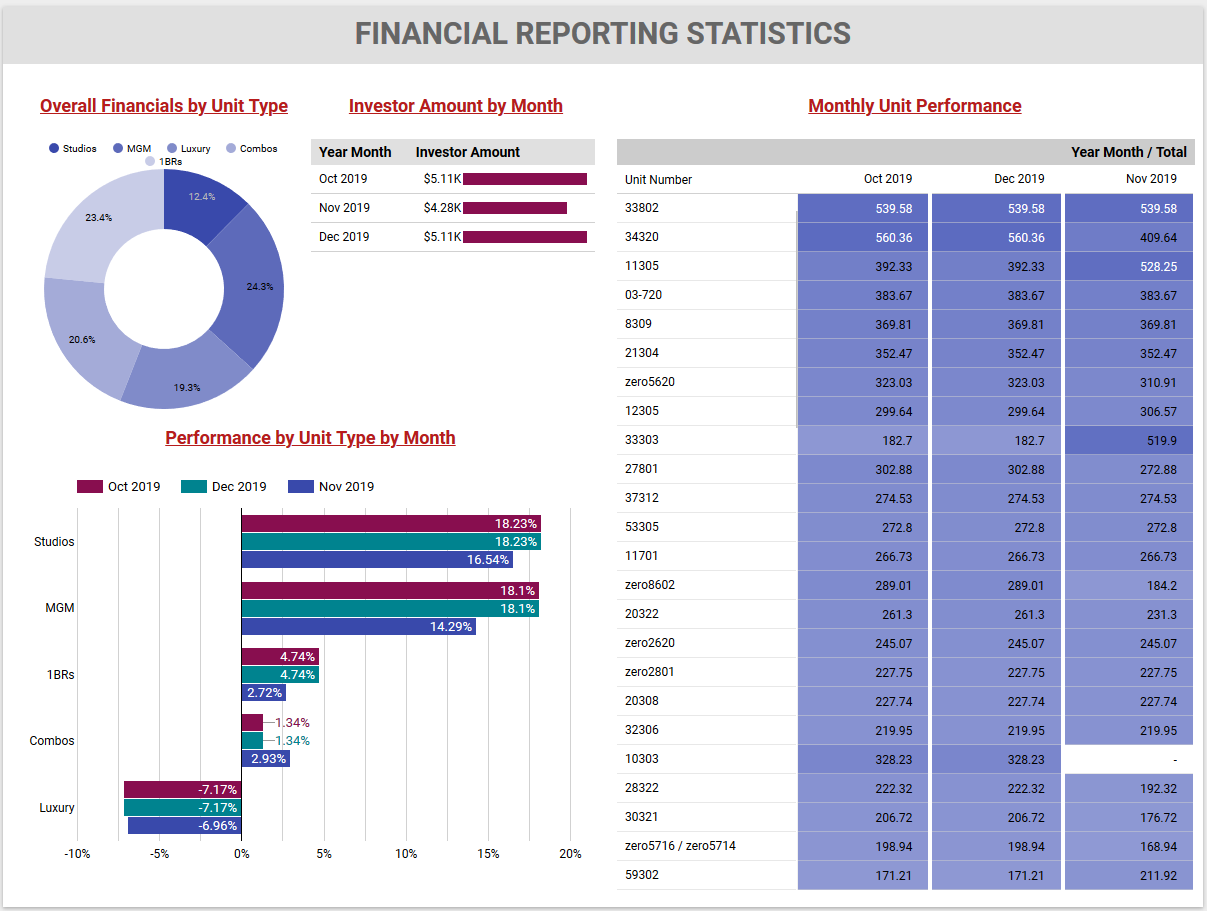 FINANCIAL REPORTING STATISTICS
Overall Financials by Unit Type
Studios MGM Luxury Combos
1BRs
12.4%
23.4%
24.3%
20.6%
19.3%
Investor Amount by Month
Year Month Investor Amount
Oct 2019 $5.11K
Nov 2019 $4.28K
Dec 2019 $5.11K
Performance by Unit Type by Month
Oct 2019 Dec 2019 Nov 2019
18.23%
Studios 18.23%
16.54%
18.1%
MGM 18.1%
14.29%
4.74%
1BRs 4.74%
2.72%
1.34%
Combos 1.34%
2.93%
-7.17%
Luxury -7.17%
-6.96%
-10% -5% 0% 5% 10% 15% 20%
Monthly Unit Performance
Year Month / Total
Unit Number Oct 2019 Dec 2019 Nov 2019
33802 539.58 539.58 539.58
34320 560.36 560.36 409.64
11305 392.33 392.33 528.25
03-720 383.67 383.67 383.67
8309 369.81 369.81 369.81
21304 352.47 352.47 352.47
zero5620 323.03 323.03 310.91
12305 299.64 299.64 306.57
33303 182.7 182.7 519.9
27801 302.88 302.88 272.88
37312 274.53 274.53 274.53
53305 272.8 272.8 272.8
11701 266.73 266.73 266.73
zero8602 289.01 289.01 184.2
20322 261.3 261.3 231.3
zero2620 245.07 245.07 245.07
zero2801 227.75 227.75 227.75
20308 227.74 227.74 227.74
32306 219.95 219.95 219.95
10303 328.23 328.23 -
28322 222.32 222.32 192.32
30321 206.72 206.72 176.72
zero5716 / zero5714 198.94 198.94 168.94
59302 171.21 171.21 211.92